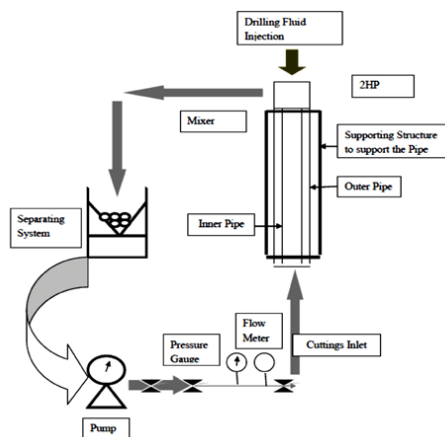 Drilling Fluid
Injection
2HP
Mixer
Supporting Structure
to support the Pipe
Outer Pipe
Separating
System
Inner Pipe
Flow
Meter
Pressure
Gauge
Cuttings Inlet
Pump